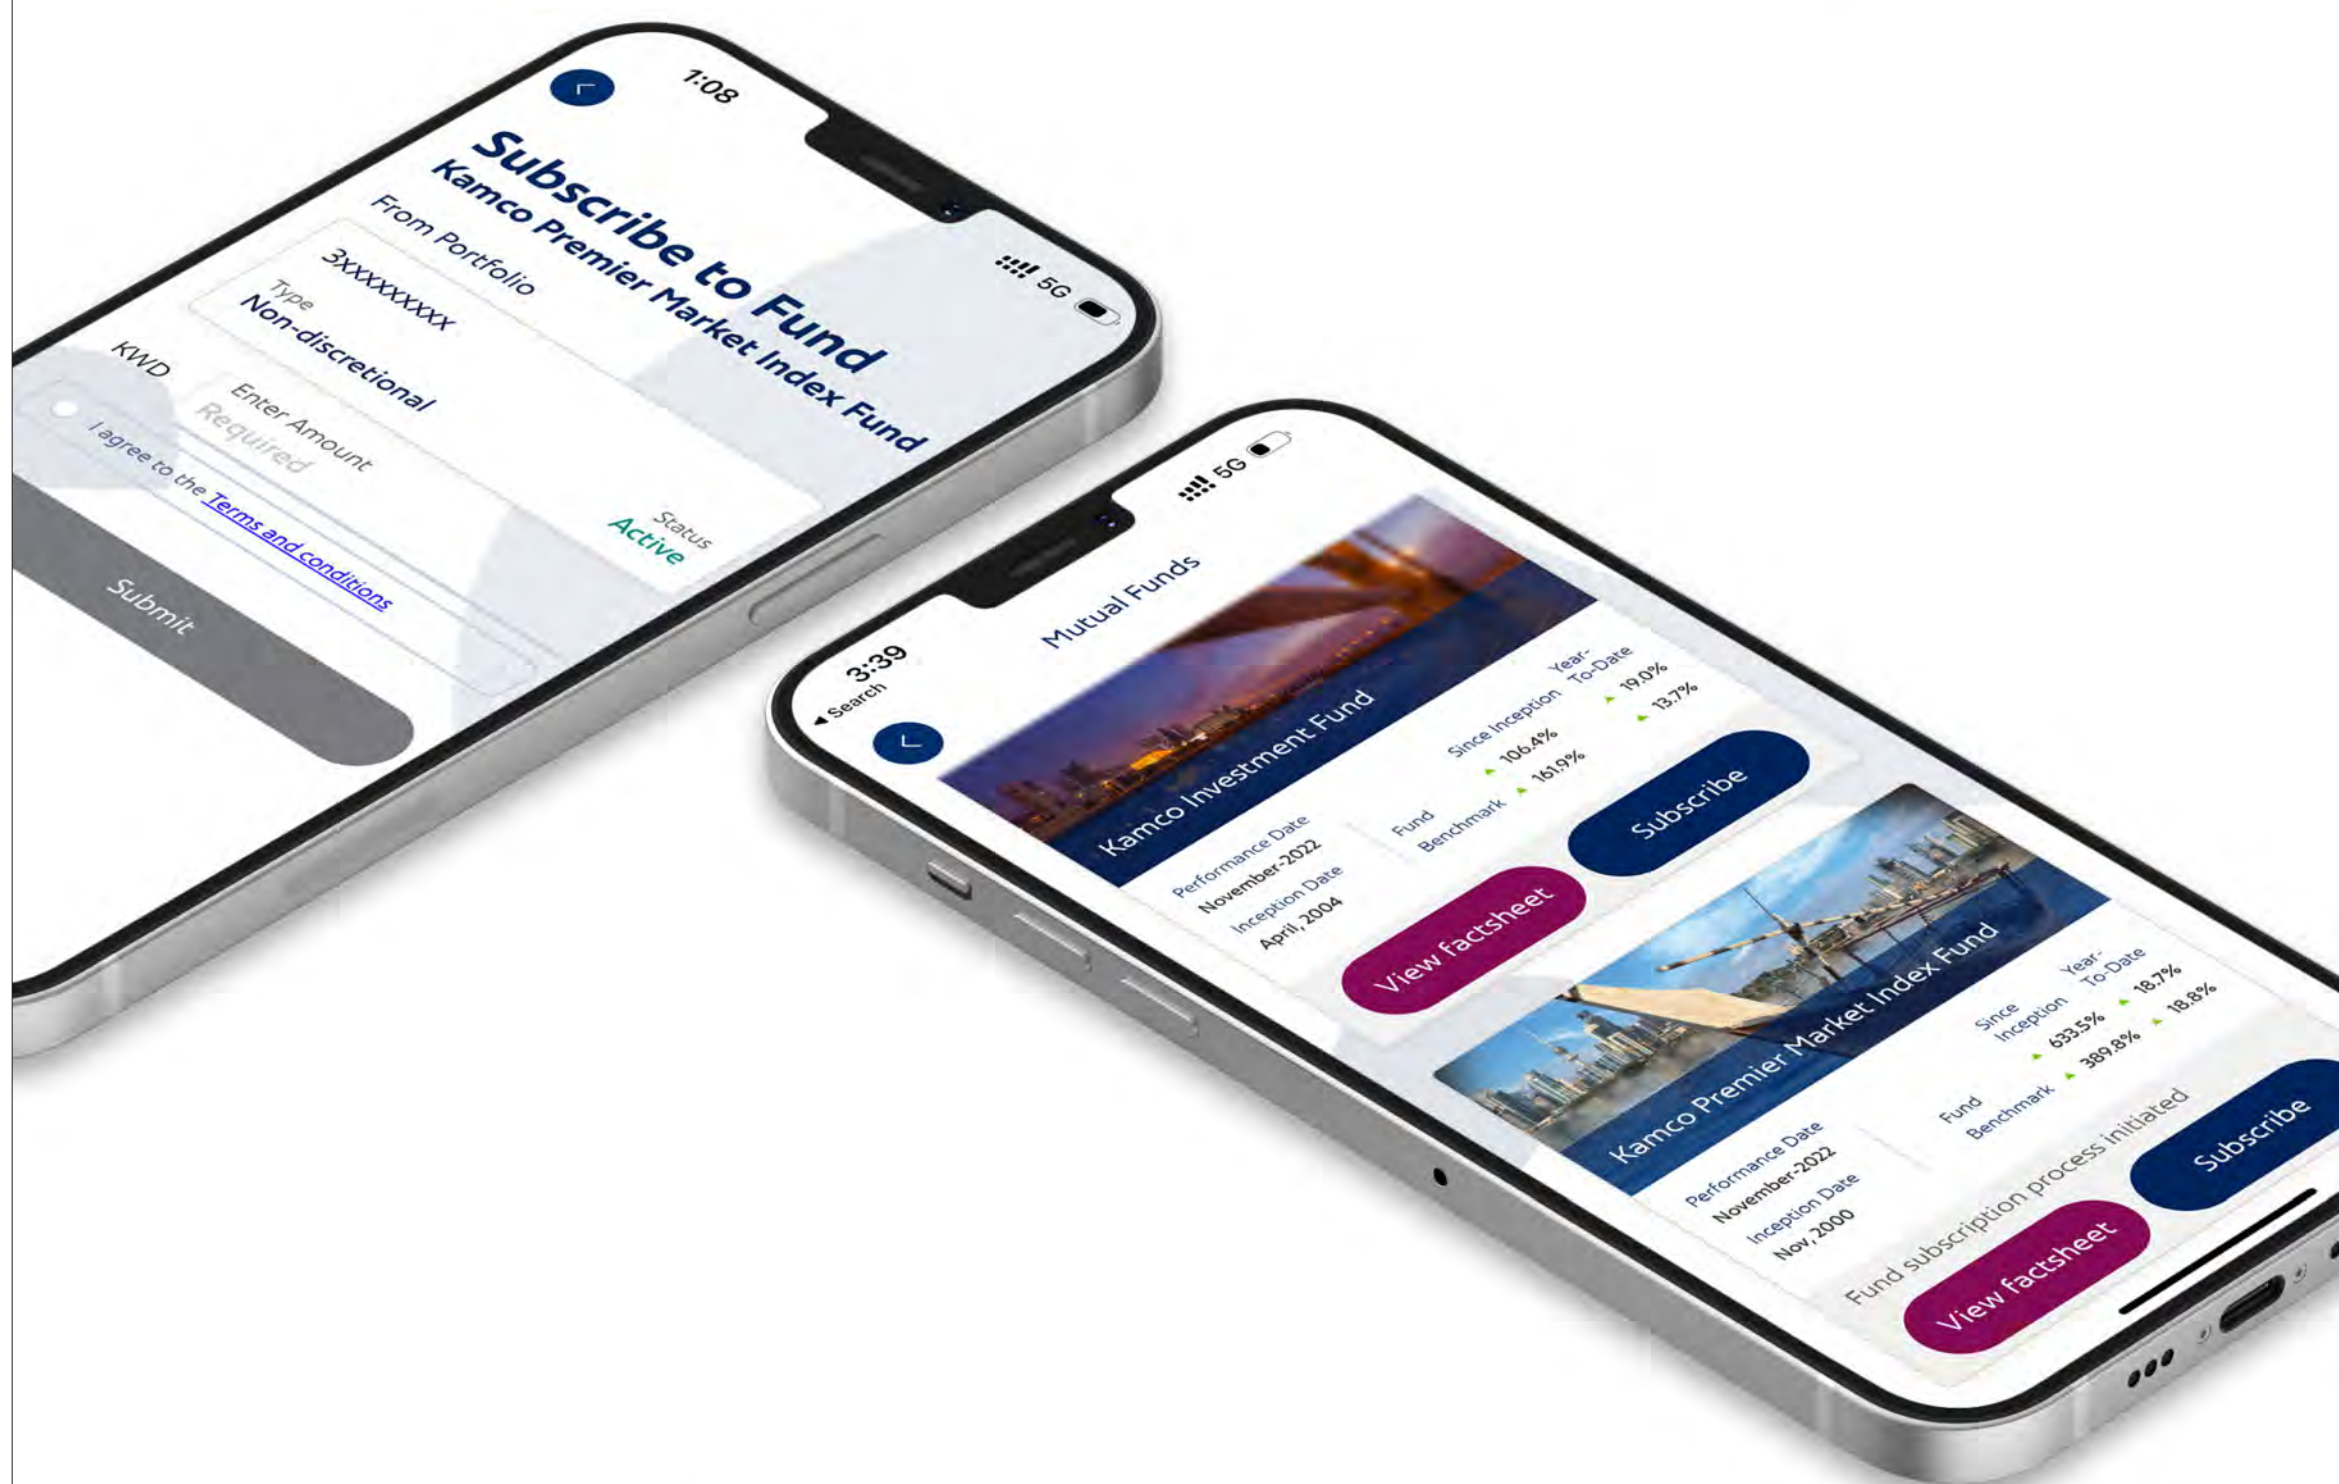 1:08
5G
Subscribe to Fund
Kamco Premier Market Index Fund
From Portfolio
3xxxxxxxxx
Type
Non-discretional
Status
Active
KWD
Enter Amount
Required
I agree to the Terms and conditions
Submit
3:39
Search
5G
Mutual Funds
Kamco Investment Fund
Performance Date
November-2022
Inception Date
April, 2004
Since Inception
Year-
To-Date
Fund
106.4%
19.0%
Benchmark
161.9%
13.7%
View factsheet
Subscribe
Kamco Premier Market Index Fund
Performance Date
November-2022
Inception Date
Nov, 2000
Since
Inception
Year-
To-Date
Fund
633.5%
18.7%
Benchmark
389.8%
18.8%
Fund subscription process initiated
View factsheet
Subscribe